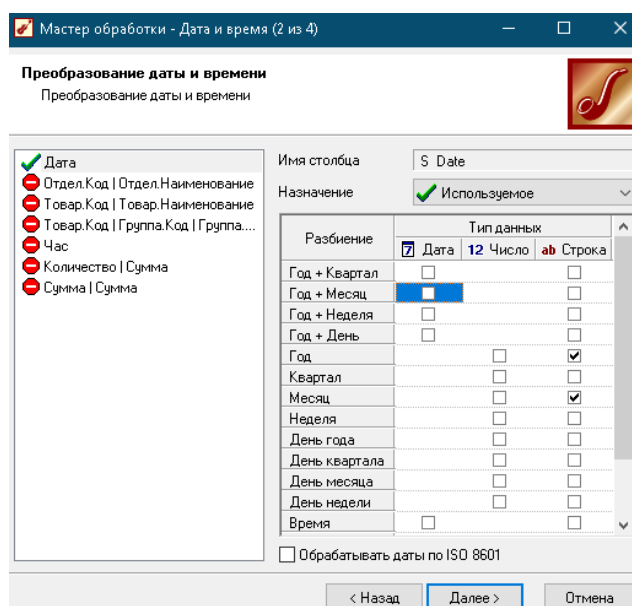 Мастер обработки - Дата и время (2 из 4)
Преобразование даты и времени
Преобразование даты и времени
Дата
Отдел.Код | Отдел.Наименование
Товар.Код | Товар.Наименование
Товар.Код | Группа.Код | Группа....
Час
Количество | Сумма
Сумма | Сумма
Имя столбца S Date
Назначение Используемое
Разбиение Тип данных
7 Дата 12 Число ab Строка
Год + Квартал
Год + Месяц
Год + Неделя
Год + День
Год
Квартал
Месяц
Неделя
День года
День квартала
День месяца
День недели
Время
Обрабатывать даты по ISO 8601
< Назад Далее > Отмена